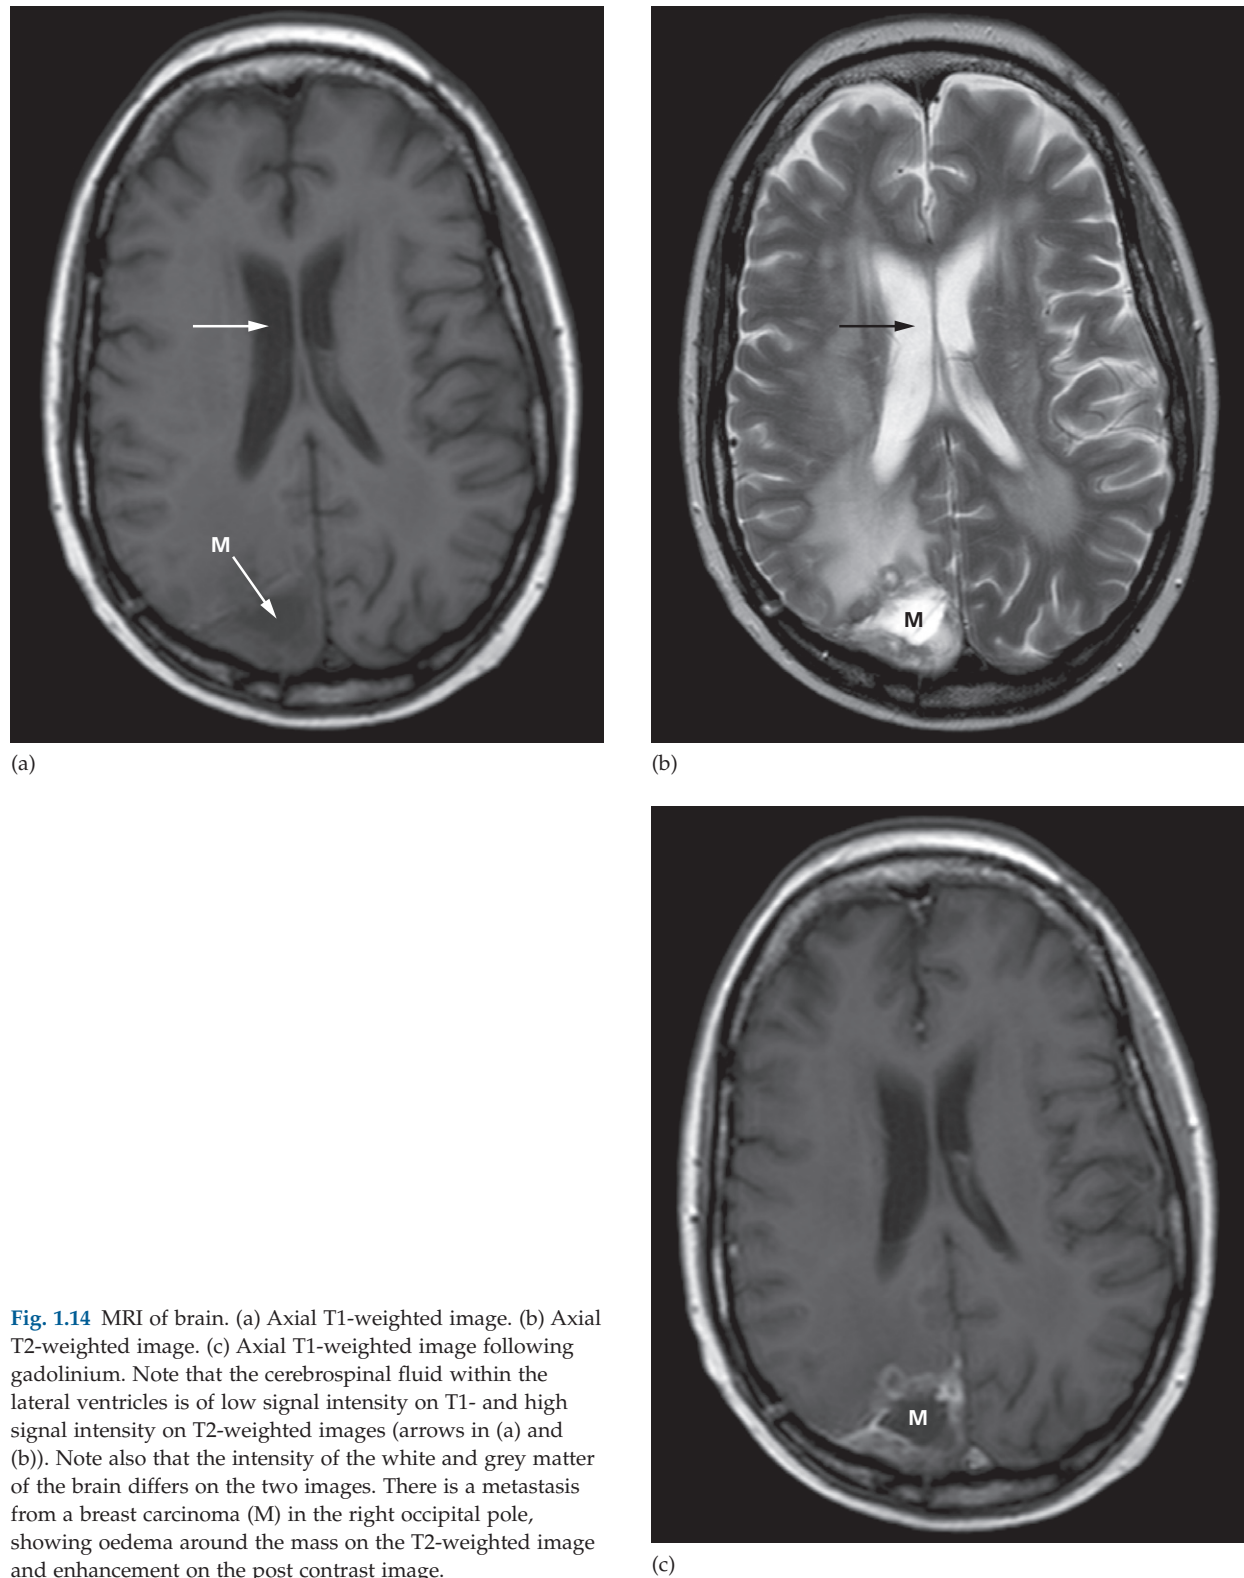 M
M
(a)
(b)
M
Fig. 1.14 MRI of brain. (a) Axial T1-weighted image. (b) Axial
T2-weighted image. (c) Axial T1-weighted image following
gadolinium. Note that the cerebrospinal fluid within the
lateral ventricles is of low signal intensity on T1- and high
signal intensity on T2-weighted images (arrows in (a) and
(b)). Note also that the intensity of the white and grey matter
of the brain differs on the two images. There is a metastasis
from a breast carcinoma (M) in the right occipital pole,
showing oedema around the mass on the T2-weighted image
and enhancement on the post contrast image.
(c)